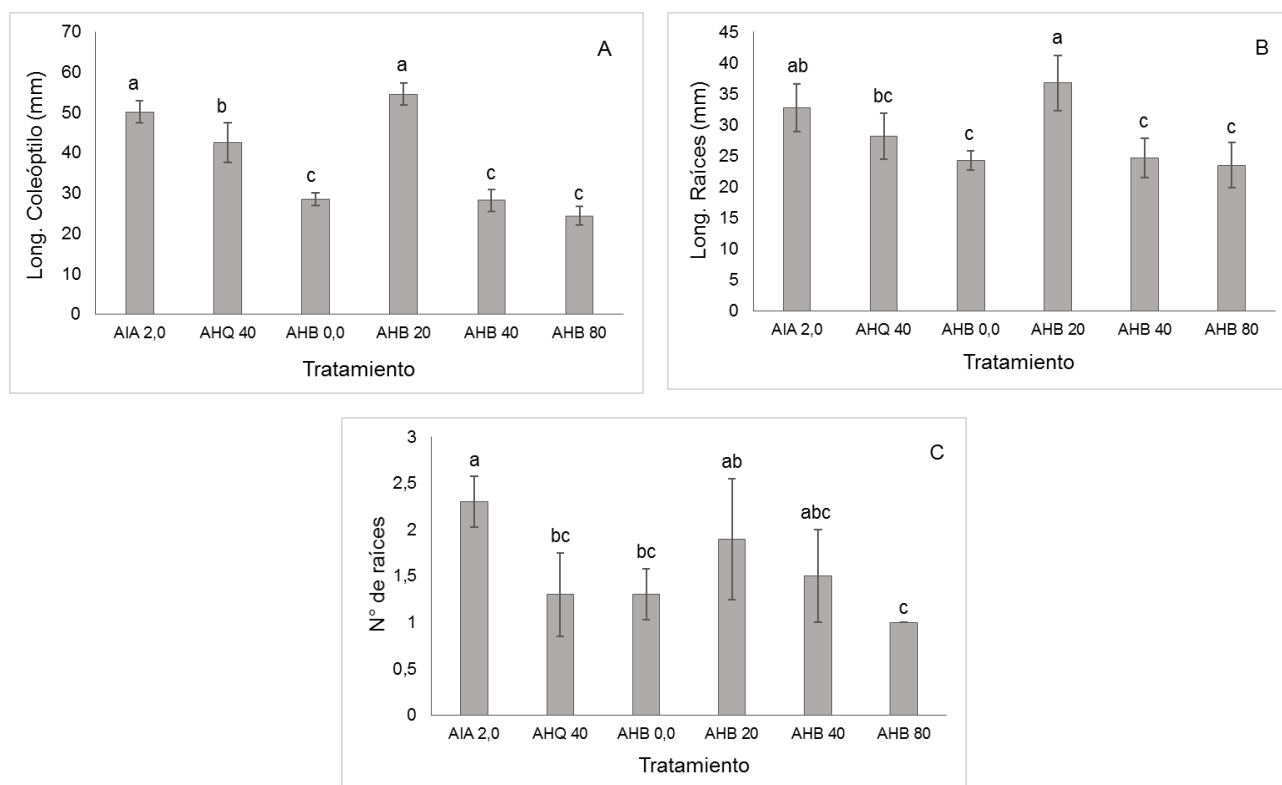 A
Long. Coleóptilo (mm)
70
60
50
40
30
20
10
0
a
b
c
a
c
c
AIA 2,0
AHQ 40
AHB 0,0
AHB 20
AHB 40
AHB 80
Tratamiento
B
Long. Raíces (mm)
45
40
35
30
25
20
15
10
5
0
ab
bc
c
a
c
c
AIA 2,0
AHQ 40
AHB 0,0
AHB 20
AHB 40
AHB 80
Tratamiento
C
N° de raíces
3
2,5
2
1,5
1
0,5
0
a
bc
bc
ab
abc
c
AIA 2,0
AHQ 40
AHB 0,0
AHB 20
AHB 40
AHB 80
Tratamiento